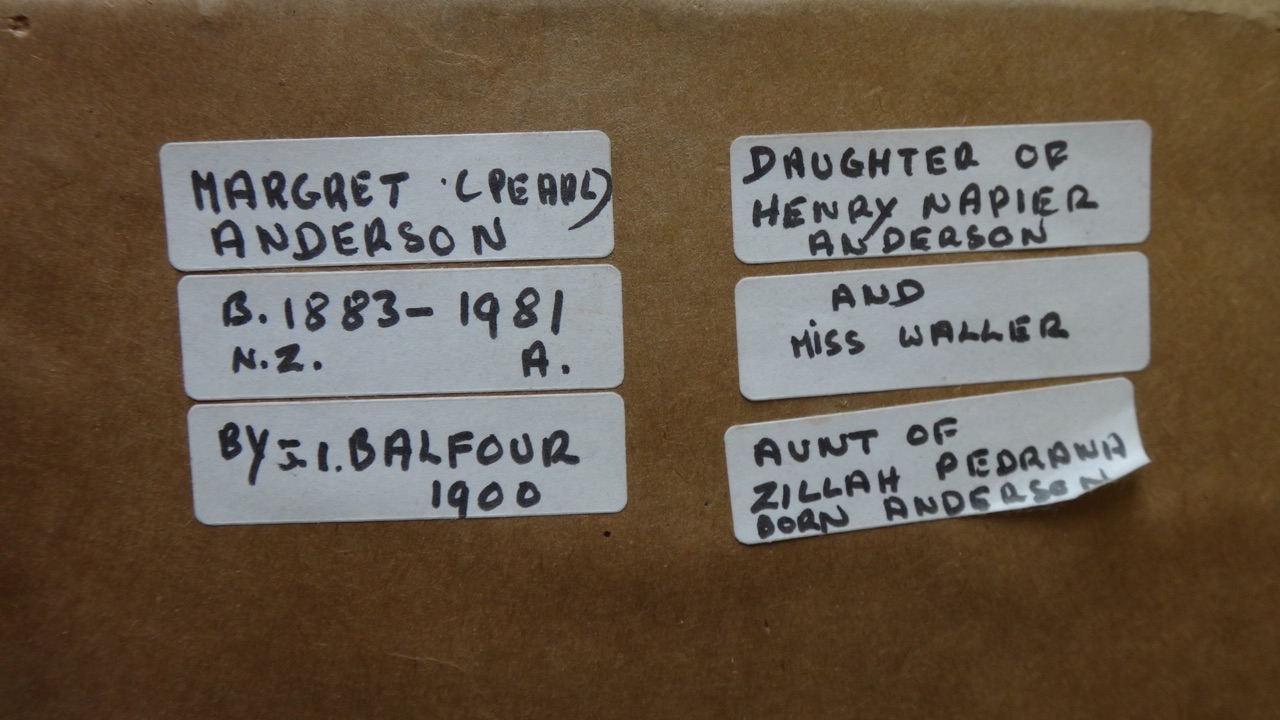 MARGRET (PEARL)
ANDERSON
B. 1883- 1981
N.Z. A.
BY J.I. BALFOUR
1900
DAUGHTER OF
HENRY NAPIER
ANDERSON
AND
MISS WALLER
AUNT OF
ZILLAH PEDRANA
BORN ANDERSON